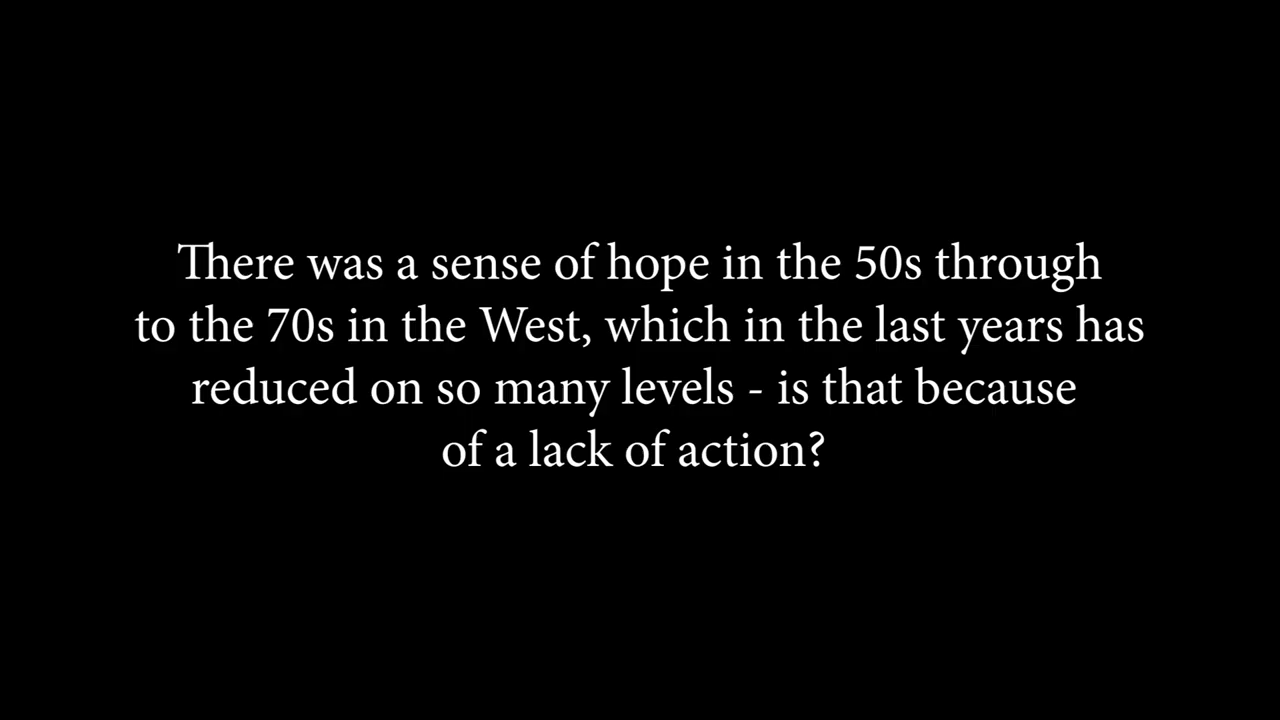 There was a sense of hope in the 50s through
to the 70s in the West, which in the last years has
reduced on so many levels - is that because
of a lack of action?